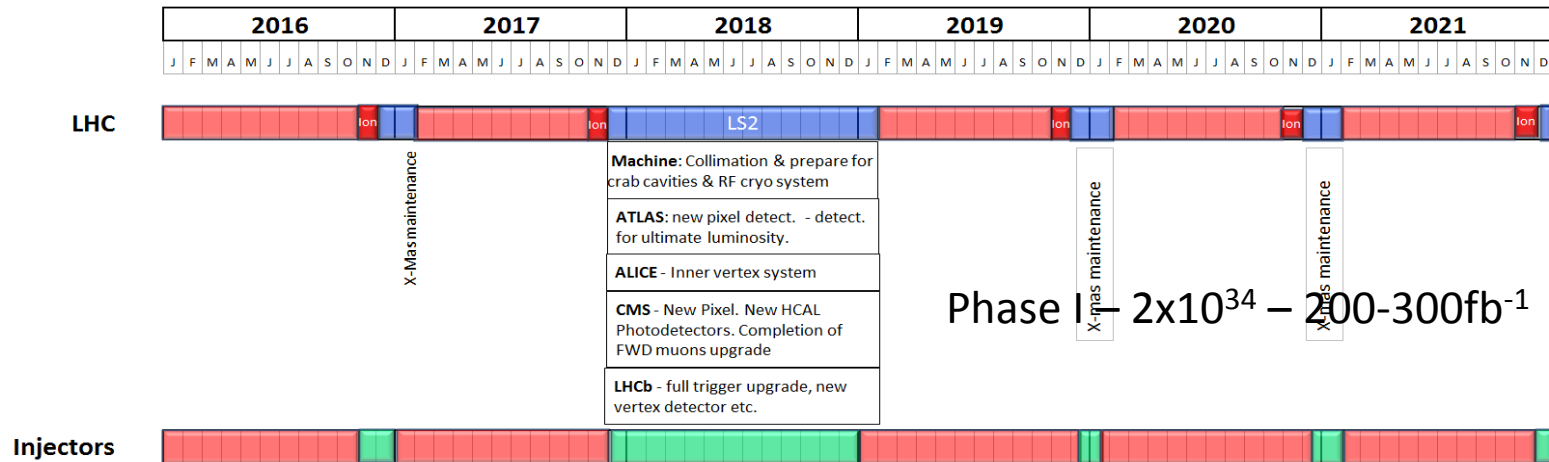 2016 2017 2018 2019 2020 2021
J F M A M J J A S O N D J F M A M J J A S O N D J F M A M J J A S O N D J F M A M J J A S O N D J F M A M J J A S O N D J F M A M J J A S O N D
LHC Ion Ion LS2 Ion Ion Ion
X-Mas maintenance
Machine: Collimation & prepare for
crab cavities & RF cryo system
ATLAS: new pixel detect. - detect.
for ultimate luminosity.
ALICE - Inner vertex system
CMS - New Pixel. New HCAL
Photodetectors. Completion of
FWD muons upgrade
LHCb - full trigger upgrade, new
vertex detector etc.
X-mas maintenance
X-mas maintenance
Phase I – 2x10³⁴ – 200-300fb⁻¹
Injectors